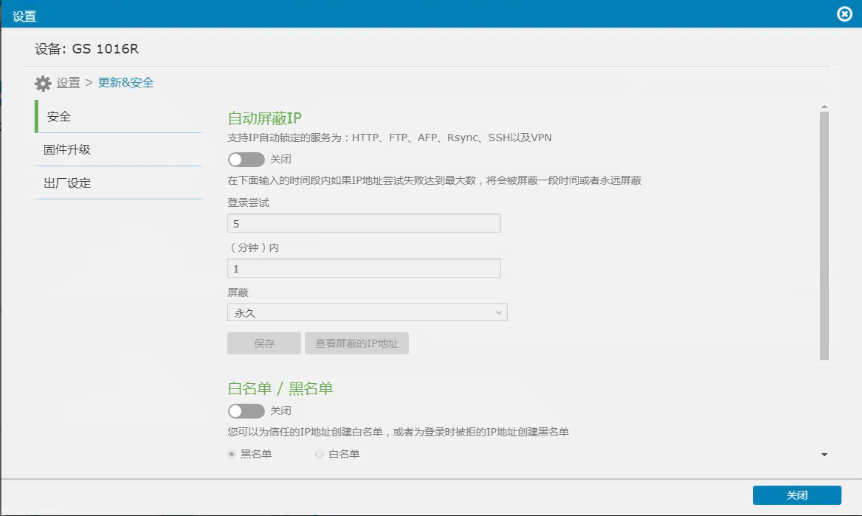 设置
设备: GS 1016R
设置 > 更新&安全
安全
固件升级
出厂设定
自动屏蔽IP
支持IP自动锁定的服务为：HTTP、FTP、AFP、Rsync、SSH以及VPN
关闭
在下面输入的时间段内如果IP地址尝试失败达到最大数，将会被屏蔽一段时间或者永远屏蔽
登录尝试
5
（分钟）内
1
屏蔽
永久
保存 查看屏蔽的IP地址
白名单 / 黑名单
关闭
您可以为信任的IP地址创建白名单，或者为登录时被拒的IP地址创建黑名单
黑名单 白名单
关闭